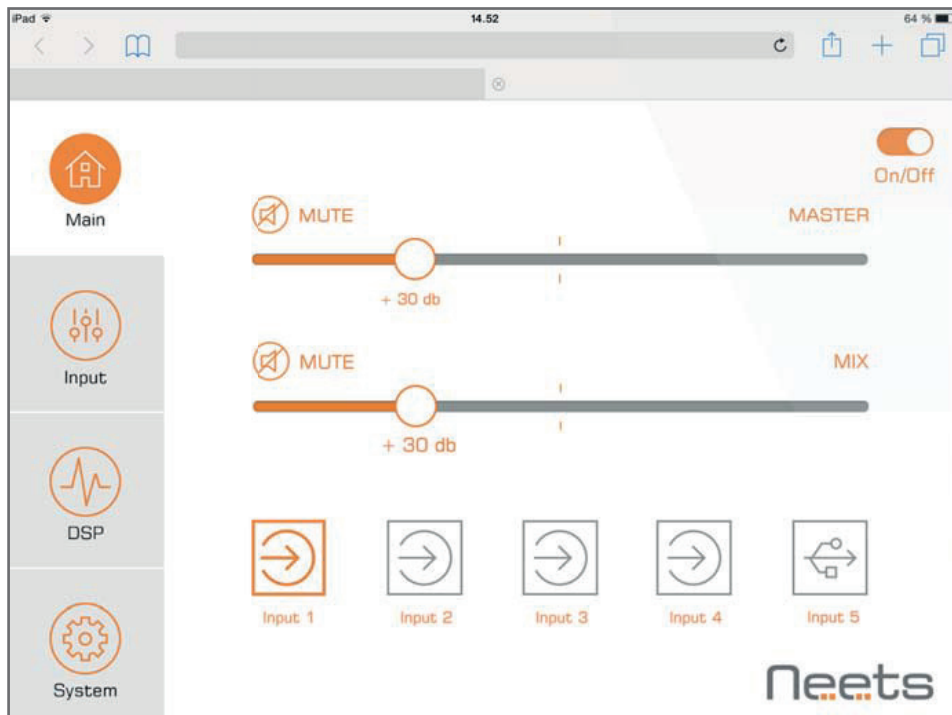 iPad 14.52 64 %
On/Off
Main
MUTE MASTER
+ 30 db
Input
MUTE MIX
+ 30 db
DSP
Input 1 Input 2 Input 3 Input 4 Input 5
System
neets